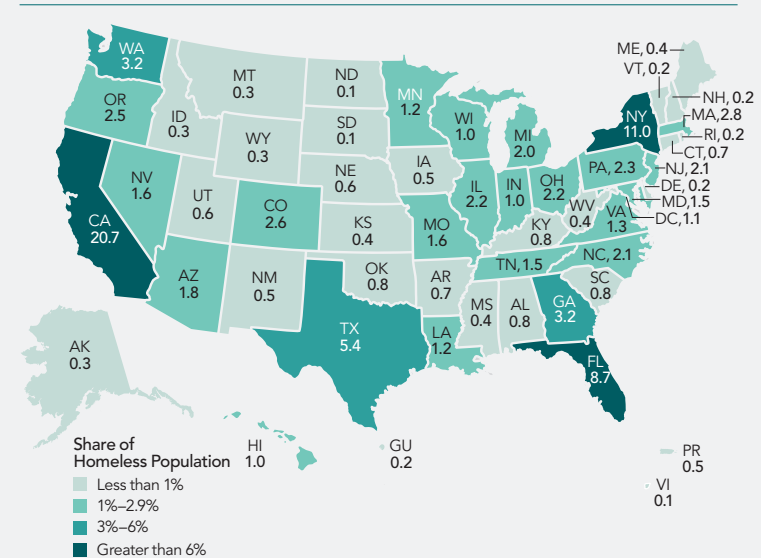 WA
3.2
OR
2.5
CA
20.7
NV
1.6
ID
0.3
MT
0.3
WY
0.3
UT
0.6
AZ
1.8
CO
2.6
NM
0.5
ND
0.1
SD
0.1
NE
0.6
KS
0.4
OK
0.8
TX
5.4
MN
1.2
IA
0.5
MO
1.6
AR
0.7
LA
1.2
WI
1.0
IL
2.2
MI
2.0
IN
1.0
OH
2.2
KY
0.8
TN, 1.5
MS
0.4
AL
0.8
GA
3.2
FL
8.7
SC
0.8
NC, 2.1
VA
1.3
WV
0.4
PA, 2.3
NY
11.0
ME, 0.4
VT, 0.2
NH, 0.2
MA, 2.8
RI, 0.2
CT, 0.7
NJ, 2.1
DE, 0.2
MD, 1.5
DC, 1.1
AK
0.3
HI
1.0
GU
0.2
PR
0.5
VI
0.1
Share of
Homeless Population
Less than 1%
1%–2.9%
3%–6%
Greater than 6%